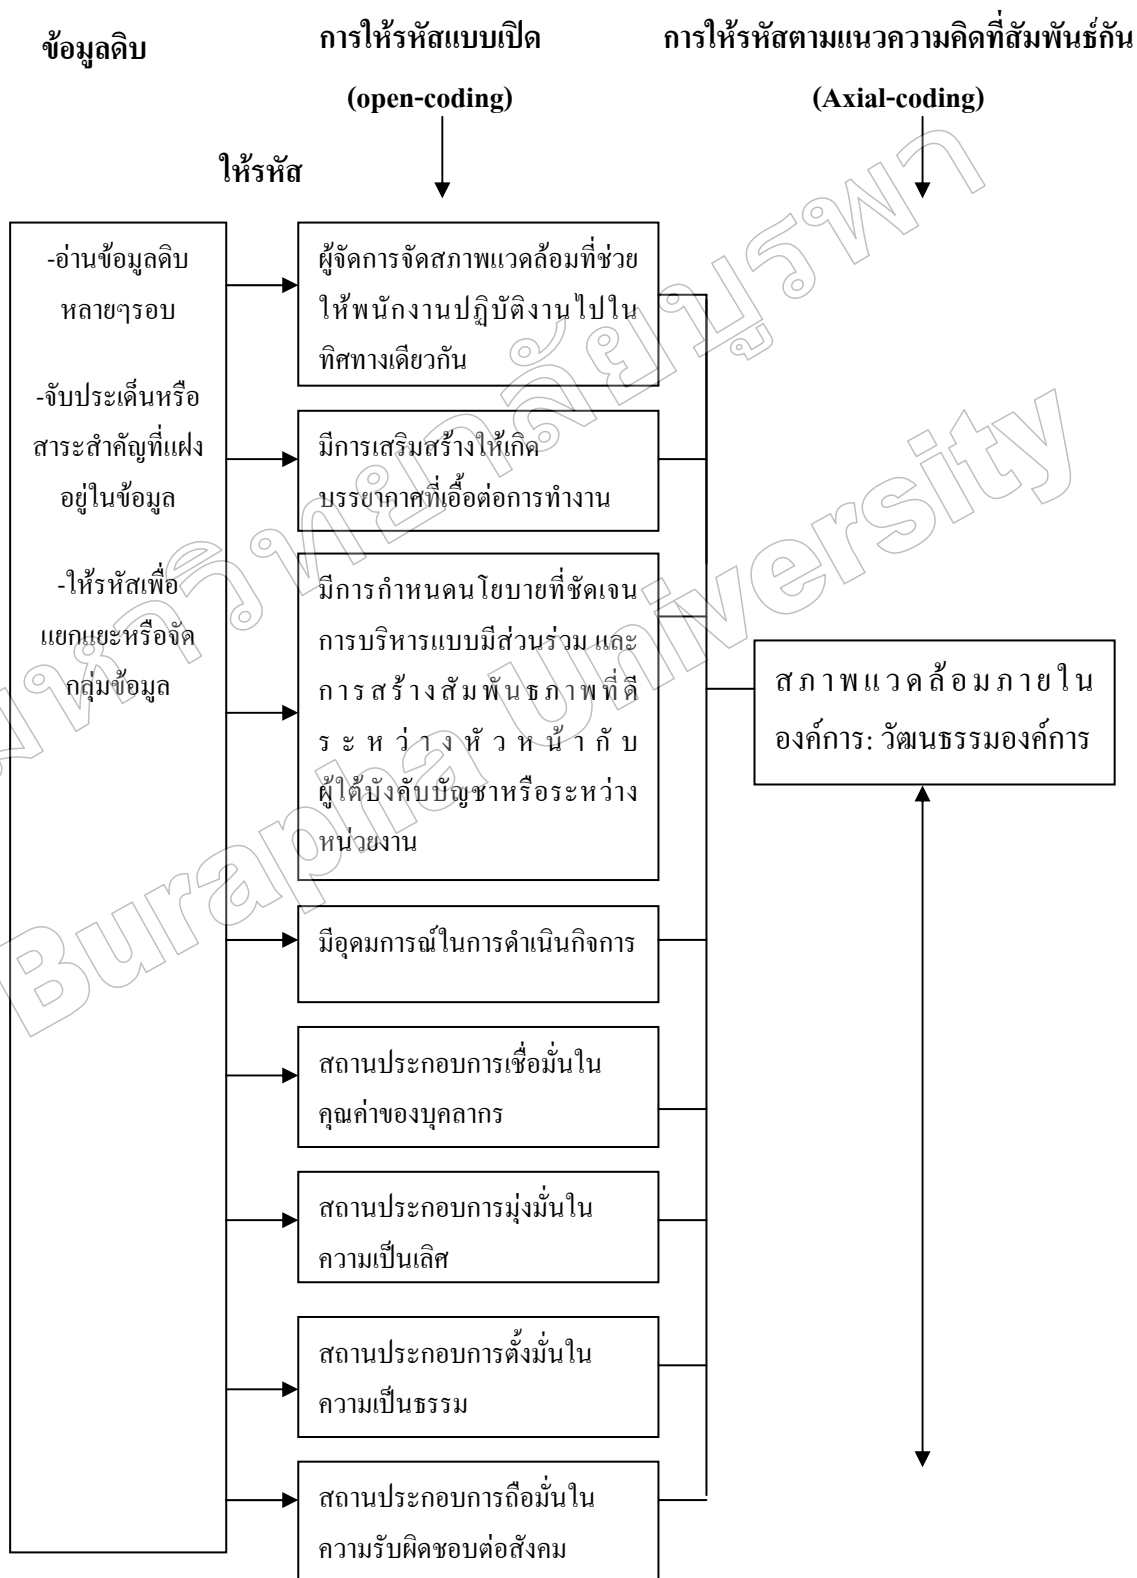 ข้อมูลดิบ
การให้รหัสแบบเปิด
(open-coding)
การให้รหัสตามแนวความคิดที่สัมพันธ์กัน
(Axial-coding)
ให้รหัส
-อ่านข้อมูลดิบ
หลายๆรอบ
-จับประเด็นหรือ
สาระสำคัญที่แฝง
อยู่ในข้อมูล
-ให้รหัสเพื่อ
แยกแยะหรือจัด
กลุ่มข้อมูล
ผู้จัดการจัดสภาพแวดล้อมที่ช่วย
ให้พนักงานปฏิบัติงานไปใน
ทิศทางเดียวกัน
มีการเสริมสร้างให้เกิด
บรรยากาศที่เอื้อต่อการทำงาน
มีการกำหนดนโยบายที่ชัดเจน
การบริหารแบบมีส่วนร่วม และ
การสร้างสัมพันธภาพที่ดี
ระหว่างหัวหน้ากับ
ผู้ใต้บังคับบัญชาหรือระหว่าง
หน่วยงาน
มีอุดมการณ์ในการดำเนินกิจการ
สถานประกอบการเชื่อมั่นใน
คุณค่าของบุคลากร
สถานประกอบการมุ่งมั่นใน
ความเป็นเลิศ
สถานประกอบการตั้งมั่นใน
ความเป็นธรรม
สถานประกอบการถือมั่นใน
ความรับผิดชอบต่อสังคม
สภาพแวดล้อมภายใน
องค์การ: วัฒนธรรมองค์การ
มหาวิทยาลัยบูรพา
Burapha University